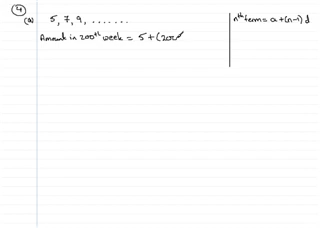 4
(a) 5, 7, 9, .......
Amount in 200th week = 5 + (200
nth term = a + (n-1) d